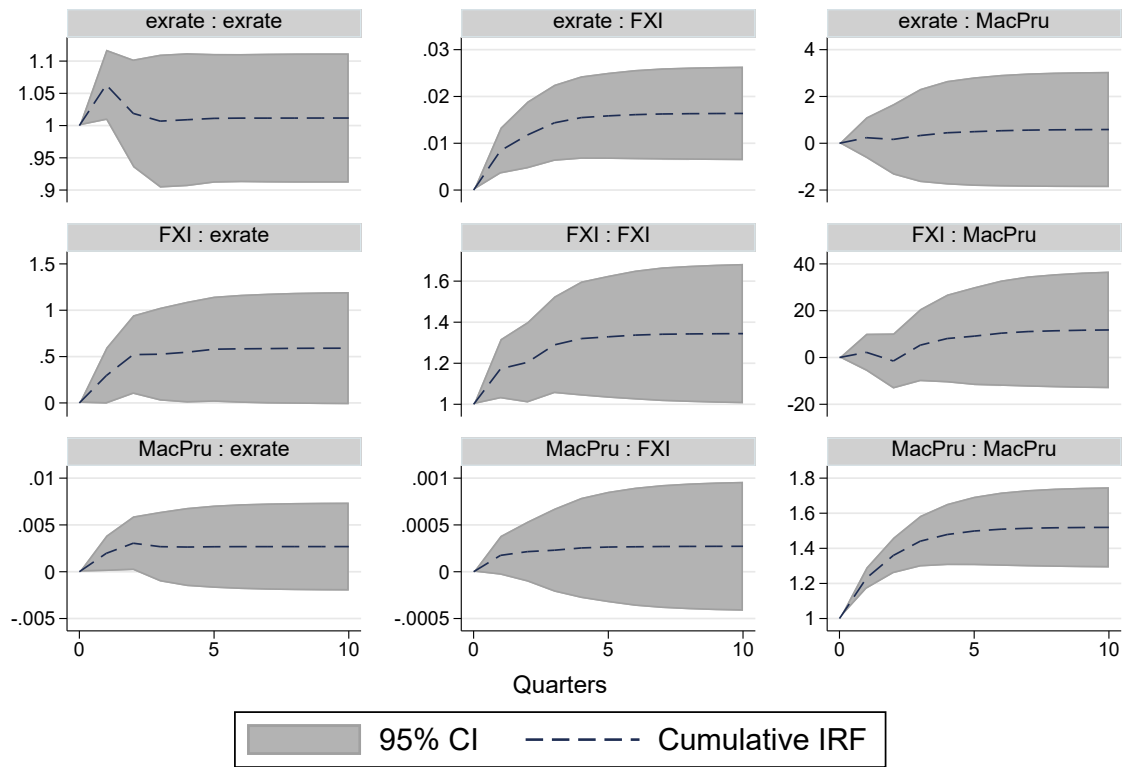 exrate : exrate
exrate : FXI
exrate : MacPru
1.1
1.05
1
.95
.9
.03
.02
.01
0
4
2
0
-2
FXI : exrate
FXI : FXI
FXI : MacPru
1.5
1
.5
0
1.6
1.4
1.2
1
40
20
0
-20
MacPru : exrate
MacPru : FXI
MacPru : MacPru
.01
.005
0
-.005
.001
.0005
0
-.0005
1.8
1.6
1.4
1.2
1
0 5 10
0 5 10
0 5 10
Quarters
95% CI
Cumulative IRF